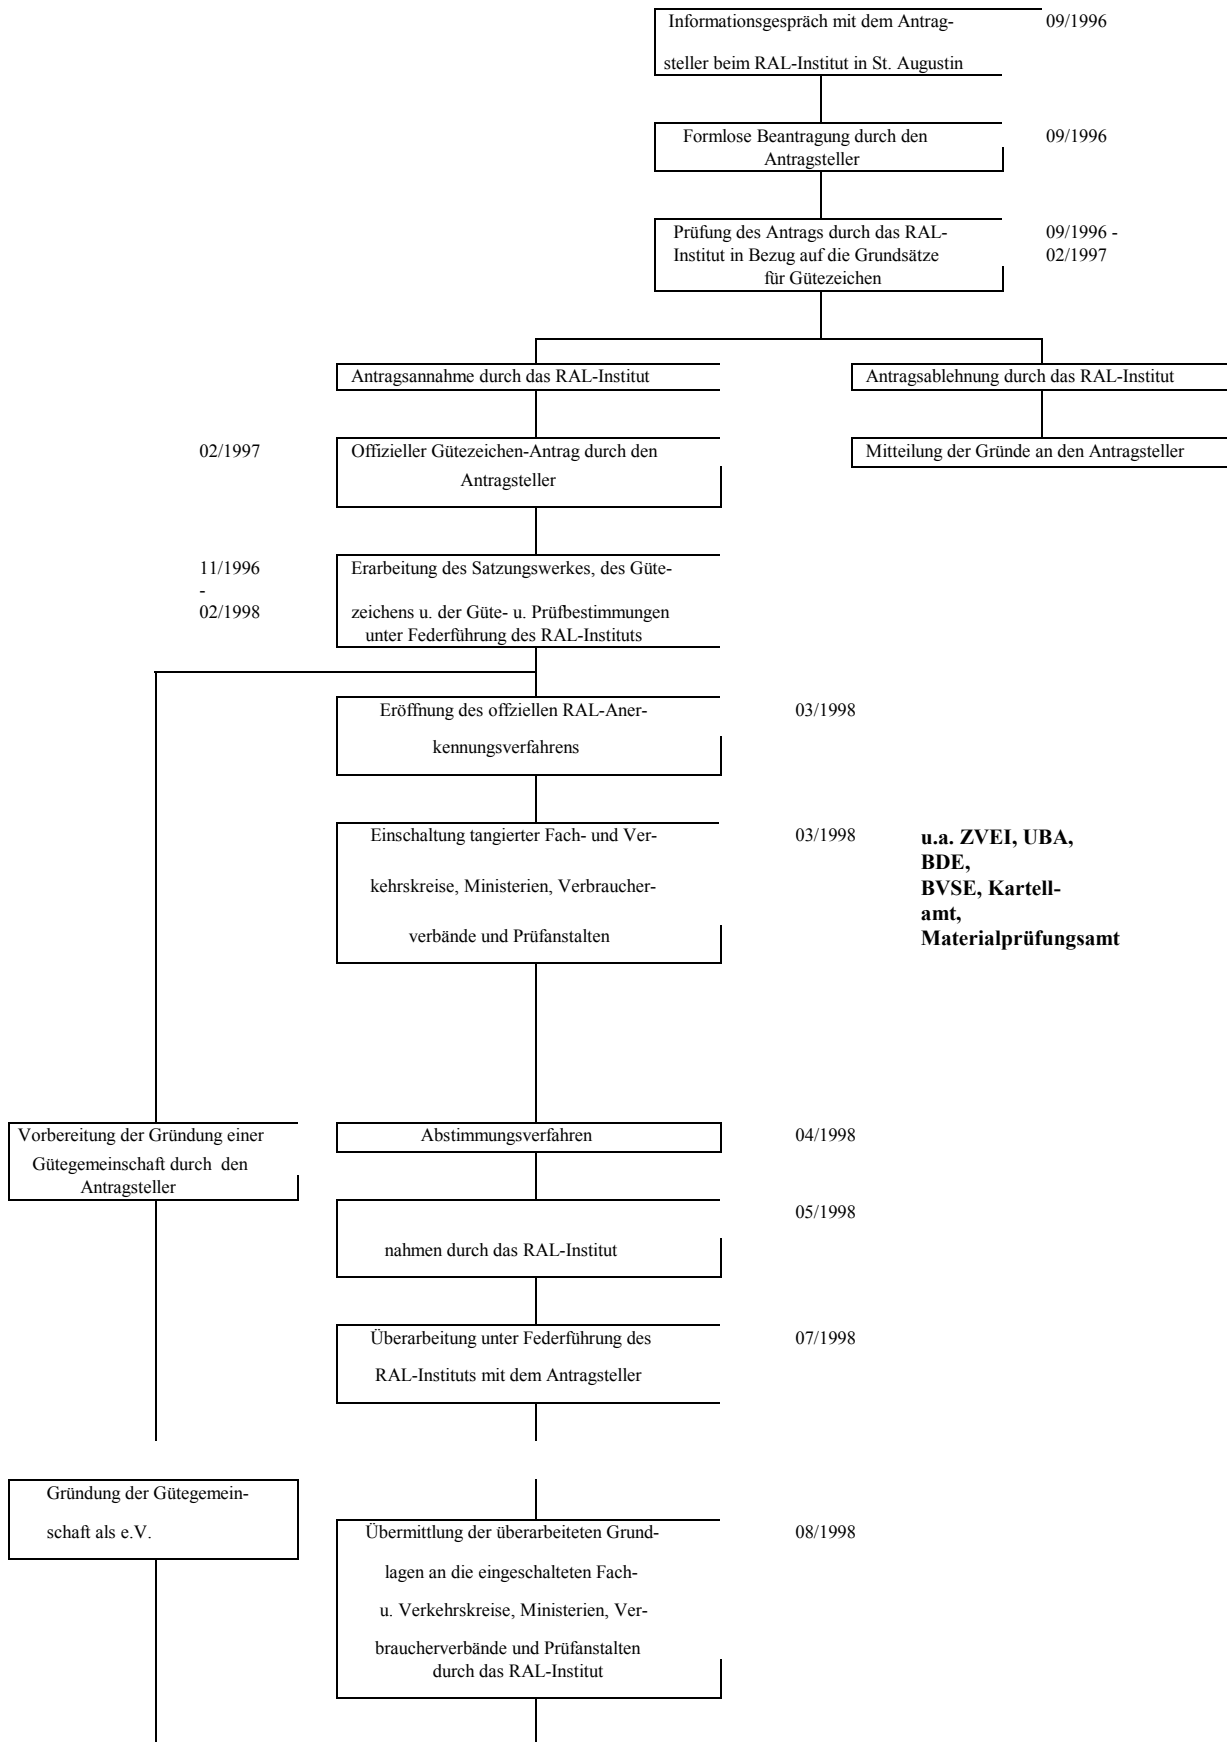 Informationsgespräch mit dem Antrag-
steller beim RAL-Institut in St. Augustin
09/1996
Formlose Beantragung durch den
Antragsteller
09/1996
Prüfung des Antrags durch das RAL-
Institut in Bezug auf die Grundsätze
für Gütezeichen
09/1996 -
02/1997
Antragsannahme durch das RAL-Institut
Antragsablehnung durch das RAL-Institut
02/1997
Offizieller Gütezeichen-Antrag durch den
Antragsteller
Mitteilung der Gründe an den Antragsteller
11/1996
-
02/1998
Erarbeitung des Satzungswerkes, des Güte-
zeichens u. der Güte- u. Prüfbestimmungen
unter Federführung des RAL-Instituts
Eröffnung des offziellen RAL-Aner-
kennungsverfahrens
03/1998
Einschaltung tangierter Fach- und Ver-
kehrskreise, Ministerien, Verbraucher-
verbände und Prüfanstalten
03/1998
u.a. ZVEI, UBA,
BDE,
BVSE, Kartell-
amt,
Materialprüfungsamt
Vorbereitung der Gründung einer
Gütegemeinschaft durch den
Antragsteller
Abstimmungsverfahren
04/1998
05/1998
nahmen durch das RAL-Institut
Überarbeitung unter Federführung des
RAL-Instituts mit dem Antragsteller
07/1998
Gründung der Gütegemein-
schaft als e.V.
Übermittlung der überarbeiteten Grund-
lagen an die eingeschalteten Fach-
u. Verkehrskreise, Ministerien, Ver-
braucherverbände und Prüfanstalten
durch das RAL-Institut
08/1998